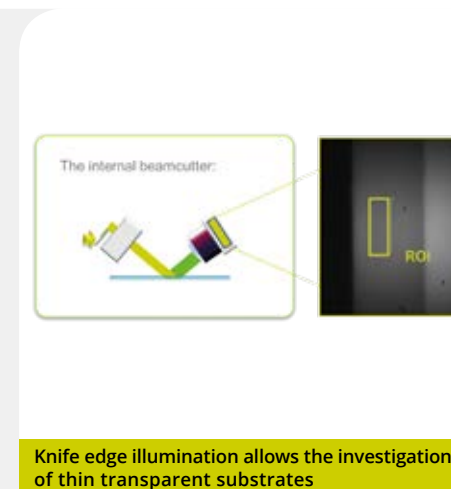 The internal beamcutter:
ROI
Knife edge illumination allows the investigation
of thin transparent substrates